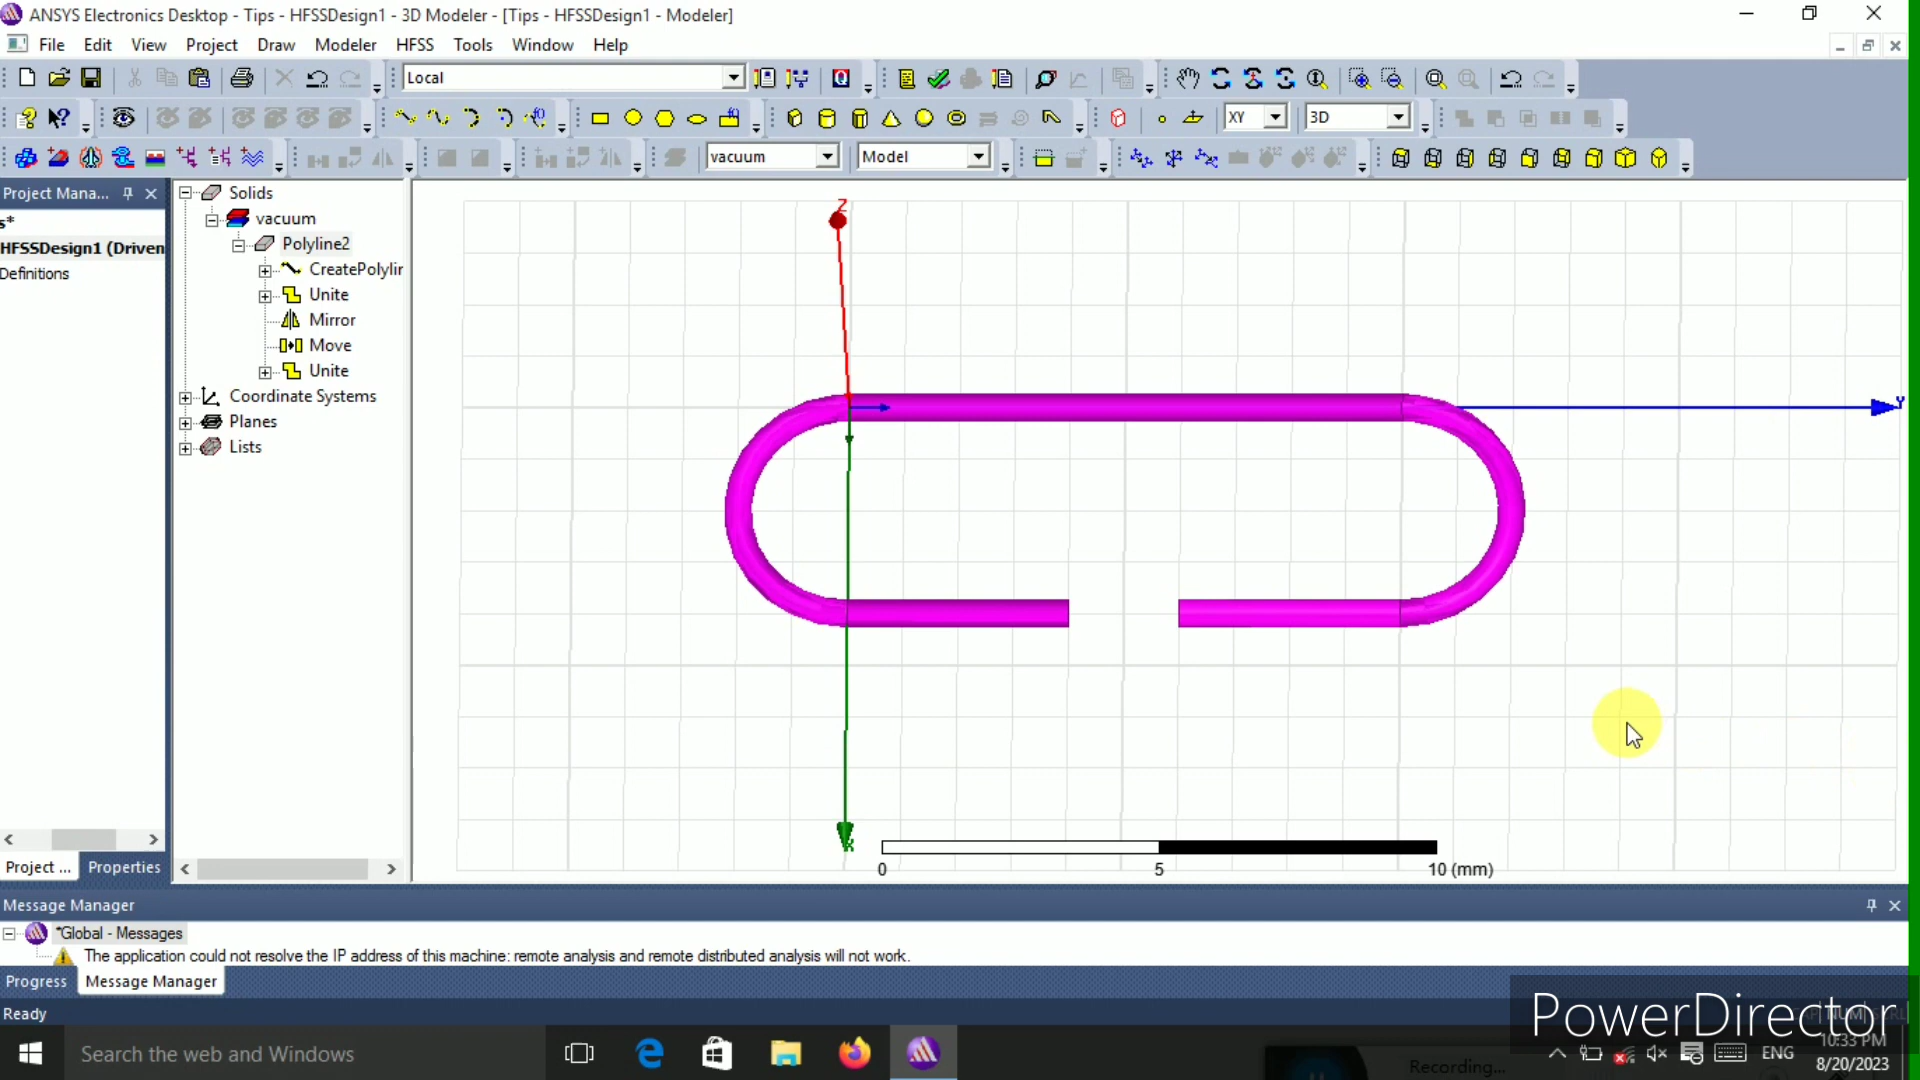 ANSYS Electronics Desktop - Tips - HFSSDesign1 - 3D Modeler - [Tips - HFSSDesign1 - Modeler]
File Edit View Project Draw Modeler HFSS Tools Window Help
Local
XY 3D
vacuum Model
Project Mana...
s*
HFSSDesign1 (Driven
Definitions
Solids
vacuum
Polyline2
CreatePolylir
Unite
Mirror
Move
Unite
Coordinate Systems
Planes
Lists
Z
Y
0 5 10 (mm)
Project ... Properties
Message Manager
*Global - Messages
The application could not resolve the IP address of this machine: remote analysis and remote distributed analysis will not work.
Progress Message Manager
Ready
NUM
PowerDirector
Search the web and Windows
Recording...
ENG
10:33 PM
8/20/2023